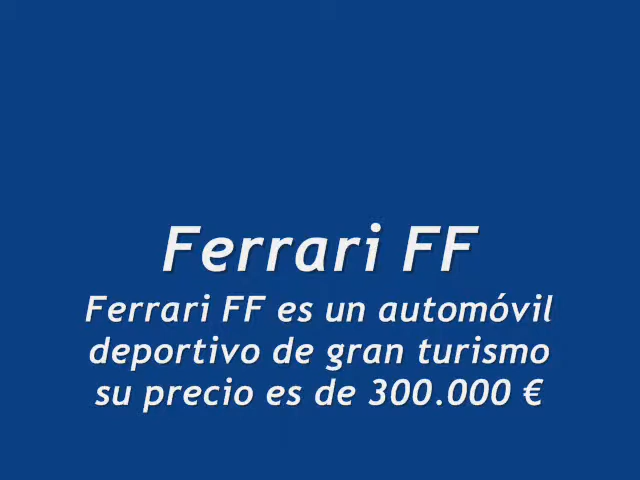 Ferrari FF
Ferrari FF es un automóvil
deportivo de gran turismo
su precio es de 300.000 €